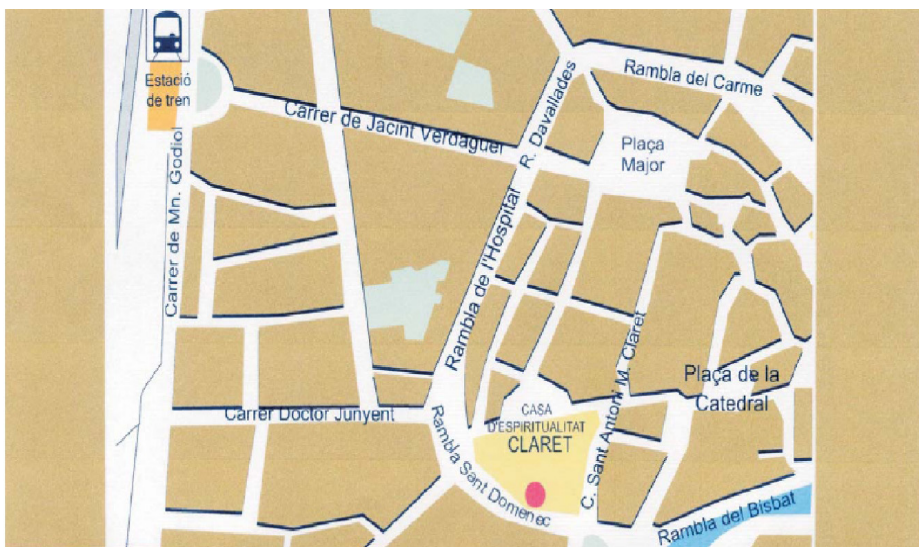 Estació
de tren
Carrer de Jacint Verdaguer
R. Davallades
Rambla del Carme
Plaça
Major
Carrer de Mn. Godiol
Rambla de l'Hospital
C. Sant Antoni M. Claret
Plaça de la
Catedral
Carrer Doctor Junyent
CASA
D'ESPIRITUALITAT
CLARET
Rambla Sant Domenec
Rambla del Bisbat